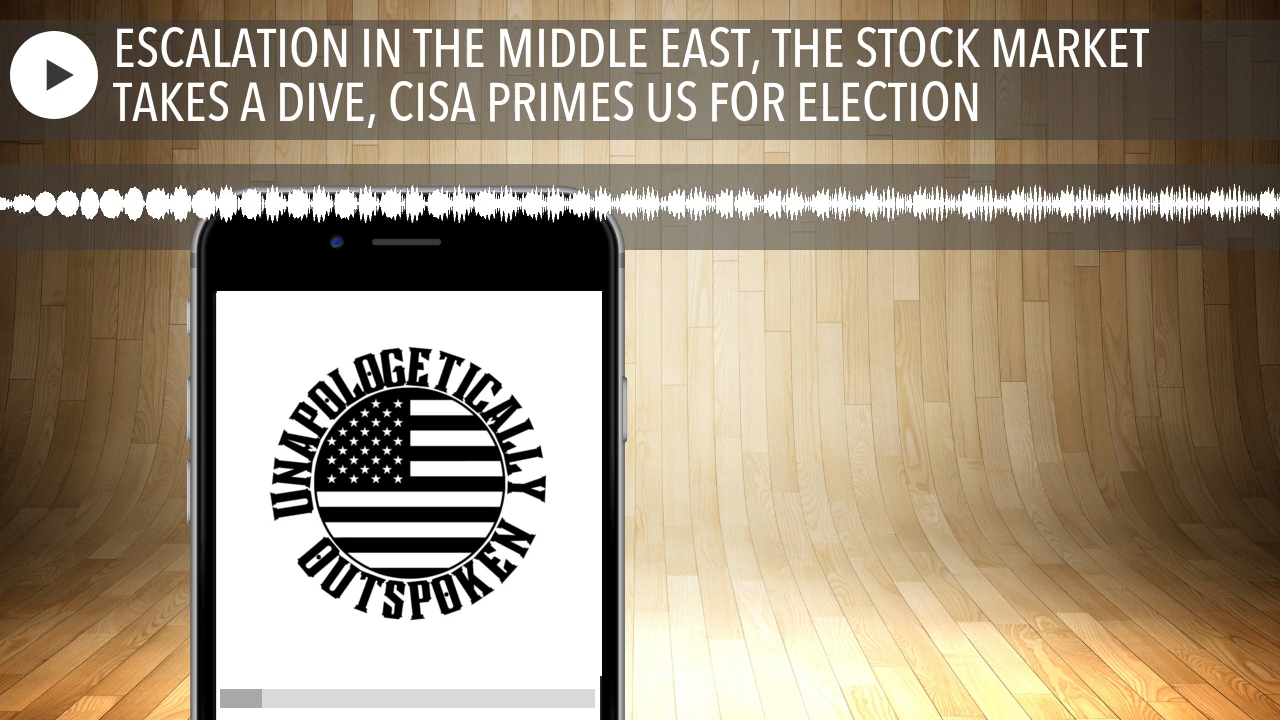 ESCALATION IN THE MIDDLE EAST, THE STOCK MARKET
TAKES A DIVE, CISA PRIMES US FOR ELECTION
UNAPOLOGETICALLY
OUTSPOKEN